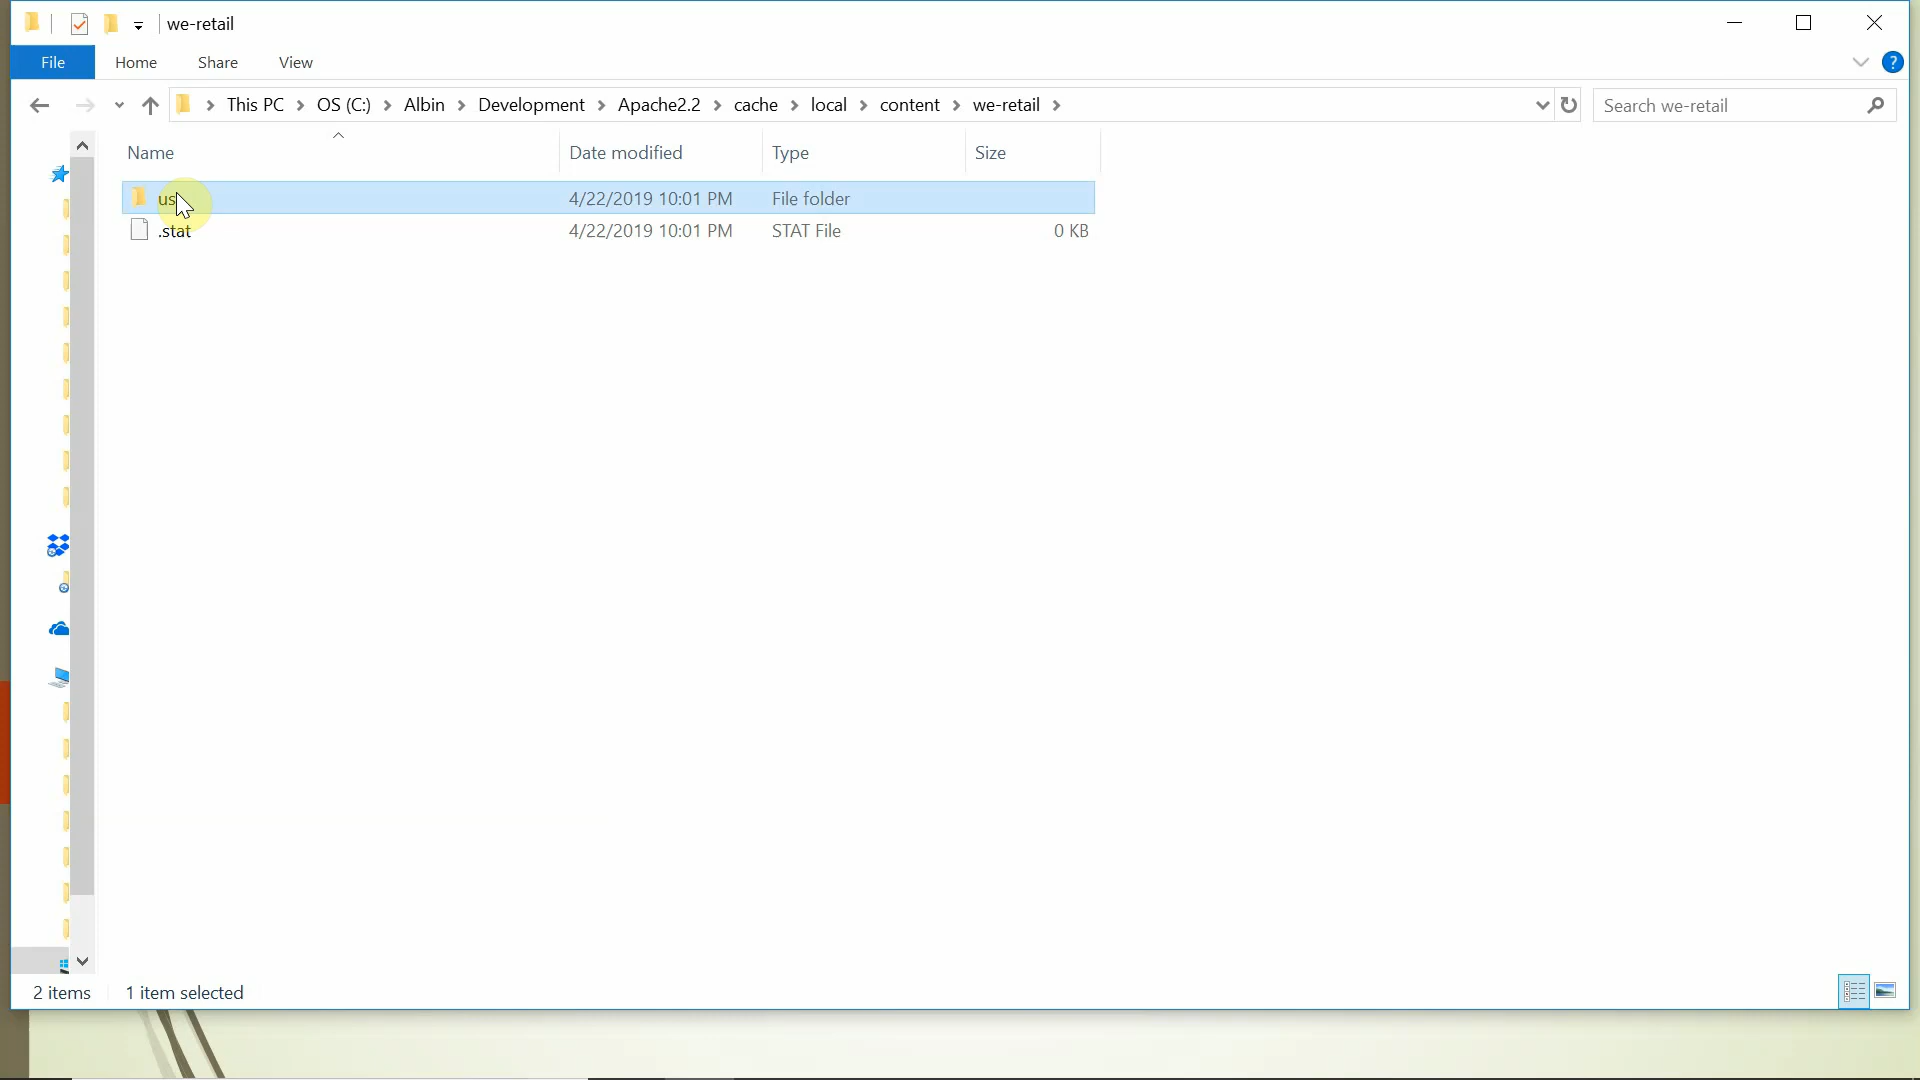 we-retail
File Home Share View
This PC OS (C:) Albin Development Apache2.2 cache local content we-retail Search we-retail
Name Date modified Type Size
us 4/22/2019 10:01 PM File folder
.stat 4/22/2019 10:01 PM STAT File 0 KB
2 items 1 item selected